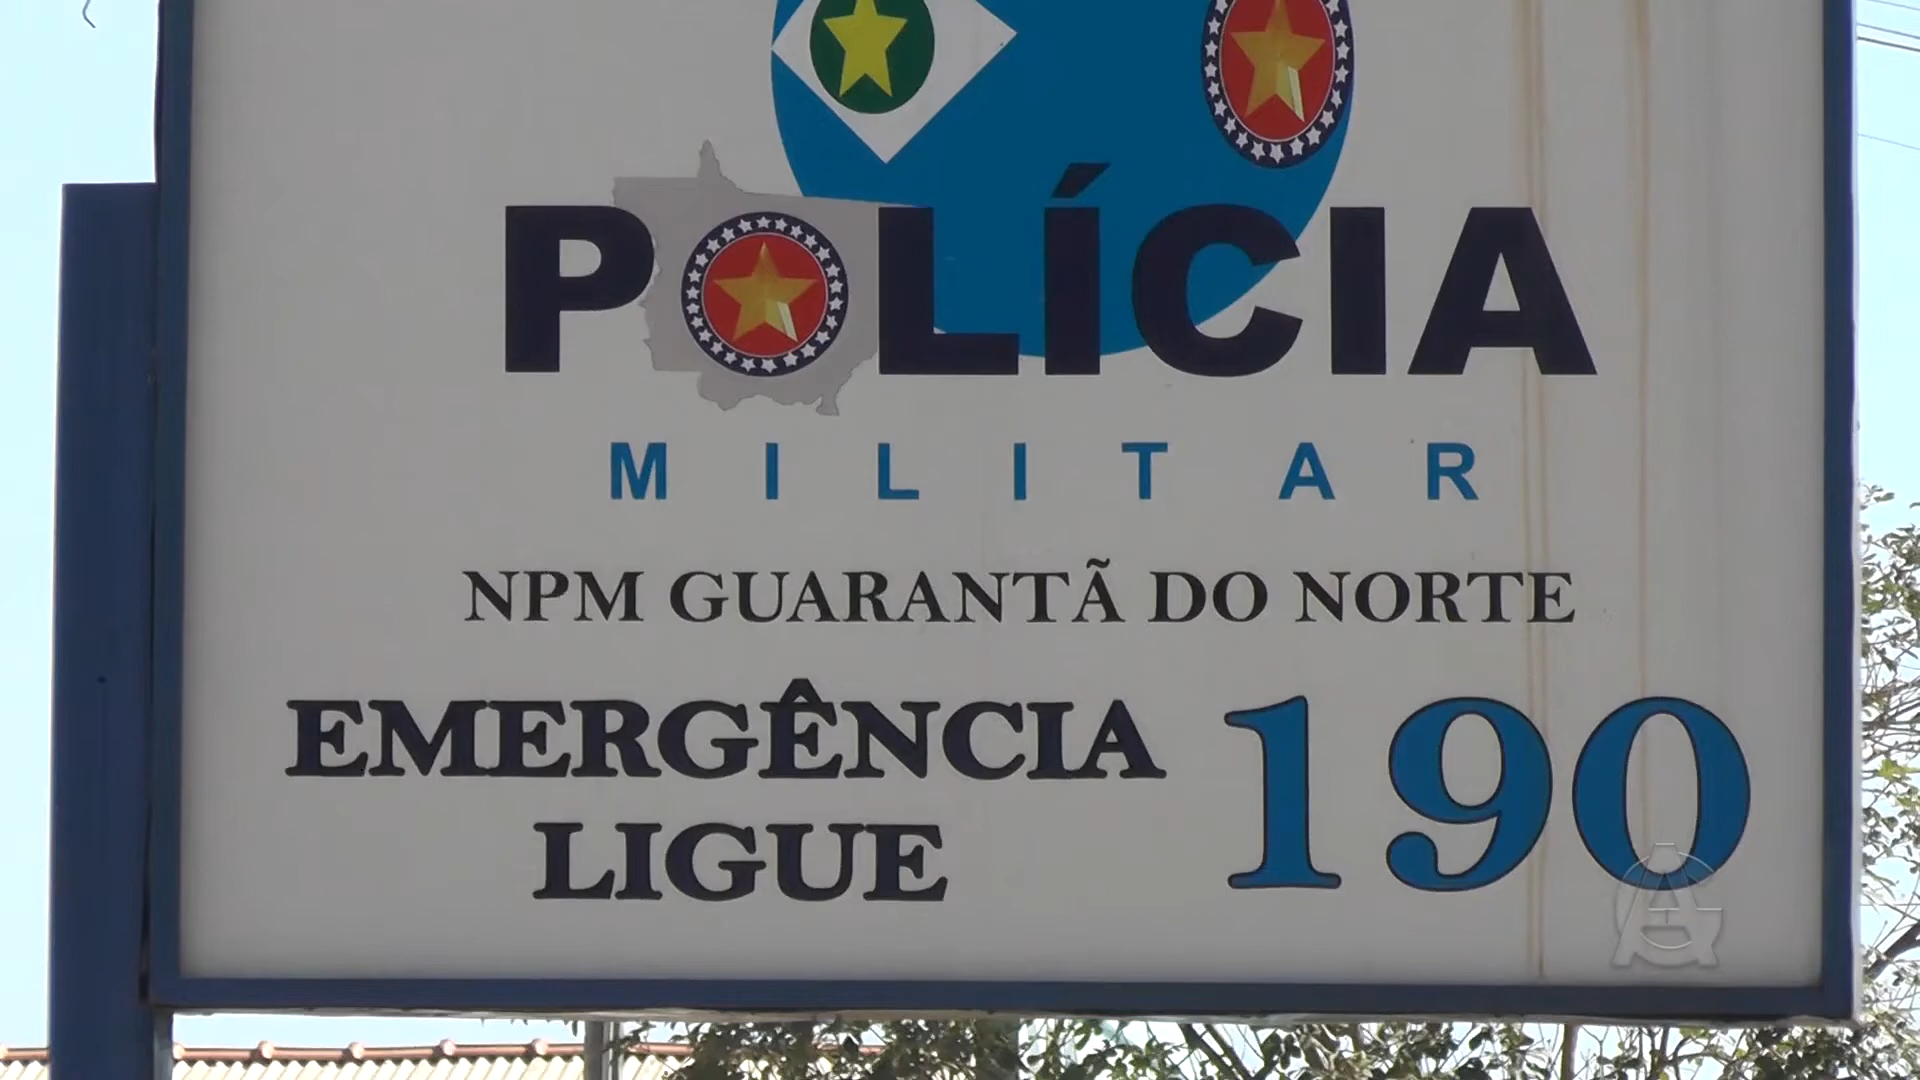 POLÍCIA
MILITAR
NPM GUARANTÃ DO NORTE
EMERGÊNCIA 190
LIGUE